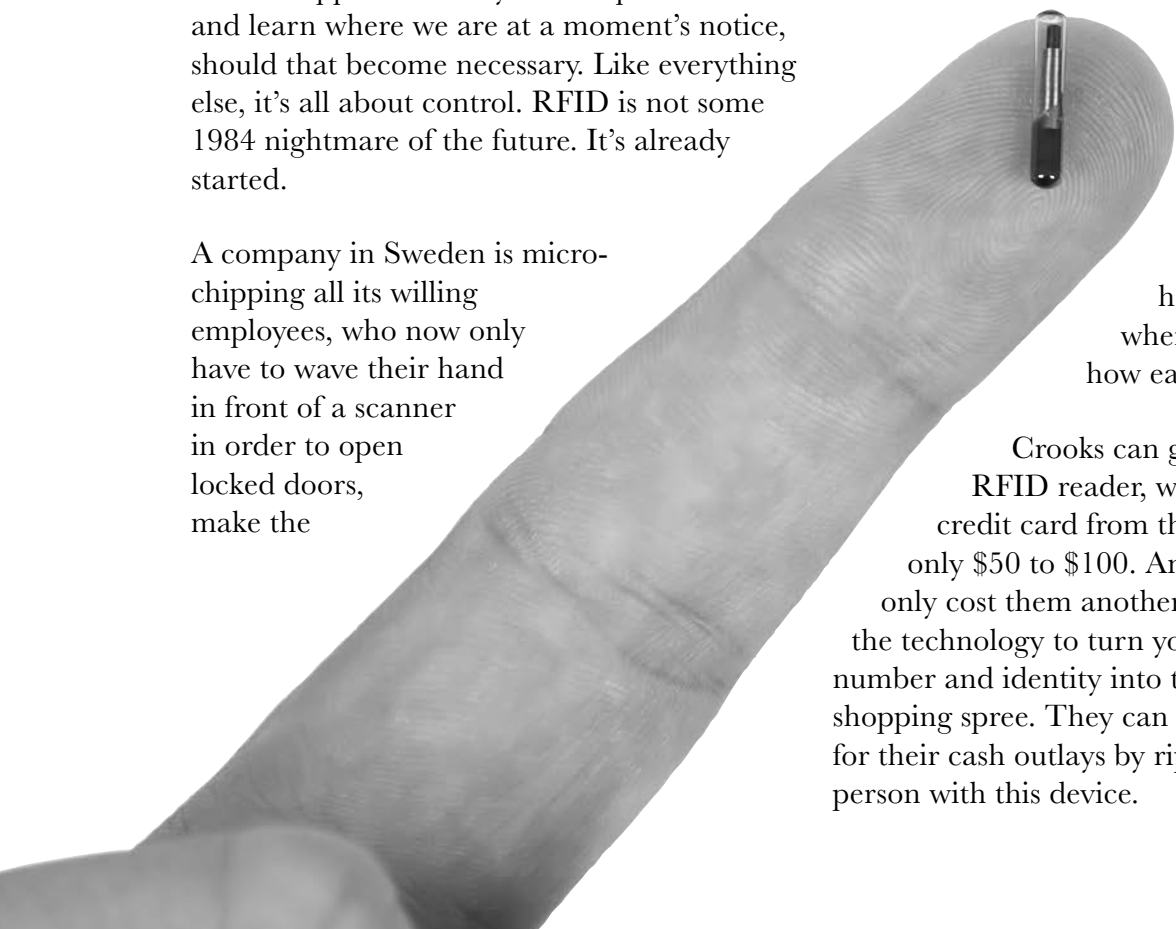 and learn where we are at a moment’s notice,
should that become necessary. Like everything
else, it’s all about control. RFID is not some
1984 nightmare of the future. It’s already
started.
A company in Sweden is micro-
chipping all its willing
employees, who now only
have to wave their hand
in front of a scanner
in order to open
locked doors,
make the
how
Crooks can
RFID reader,
credit card from
only $50 to $100.
only cost them another
the technology to turn
number and identity into
shopping spree. They can
for their cash outlays by
person with this device.